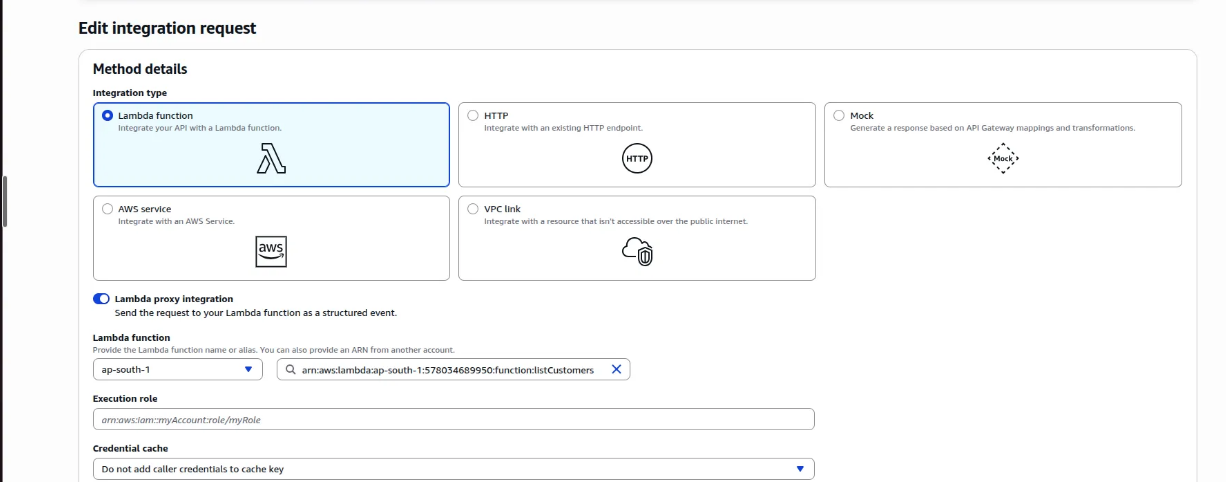 Edit integration request
Method details
Integration type
Lambda function
Integrate your API with a Lambda function.
HTTP
Integrate with an existing HTTP endpoint.
HTTP
Mock
Generate a response based on API Gateway mappings and transformations.
Mock
AWS service
Integrate with an AWS Service.
aws
VPC link
Integrate with a resource that isn't accessible over the public internet.
Lambda proxy integration
Send the request to your Lambda function as a structured event.
Lambda function
Provide the Lambda function name or alias. You can also provide an ARN from another account.
ap-south-1
arn:aws:lambda:ap-south-1:578034689950:function:listCustomers
Execution role
arn:aws:iam::myAccount:role/myRole
Credential cache
Do not add caller credentials to cache key